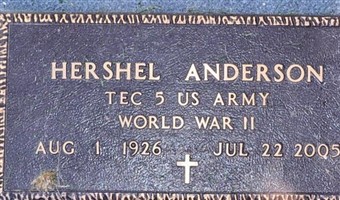 HERSHEL ANDERSON
TEC 5 US ARMY
WORLD WAR II
AUG 1 1926 JUL 22 2005